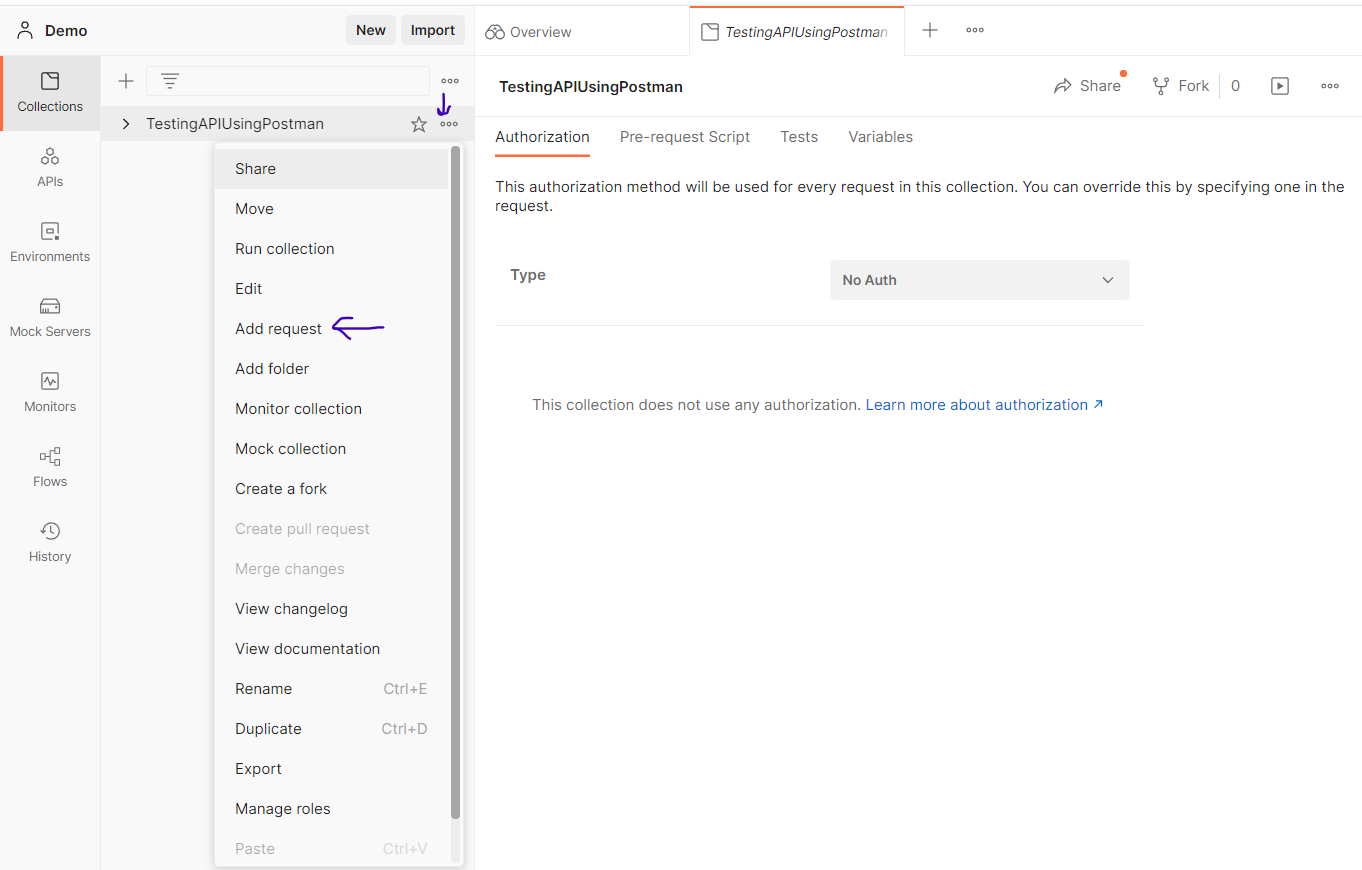 Demo
New
Import
Overview
TestingAPIUsingPostman
Collections
APIs
Environments
Mock Servers
Monitors
Flows
History
TestingAPIUsingPostman
Share
Move
Run collection
Edit
Add request
Add folder
Monitor collection
Mock collection
Create a fork
Create pull request
Merge changes
View changelog
View documentation
Rename Ctrl+E
Duplicate Ctrl+D
Export
Manage roles
Paste Ctrl+V
TestingAPIUsingPostman
Share
Fork
0
Authorization
Pre-request Script
Tests
Variables
This authorization method will be used for every request in this collection. You can override this by specifying one in the
request.
Type
No Auth
This collection does not use any authorization. Learn more about authorization ↗